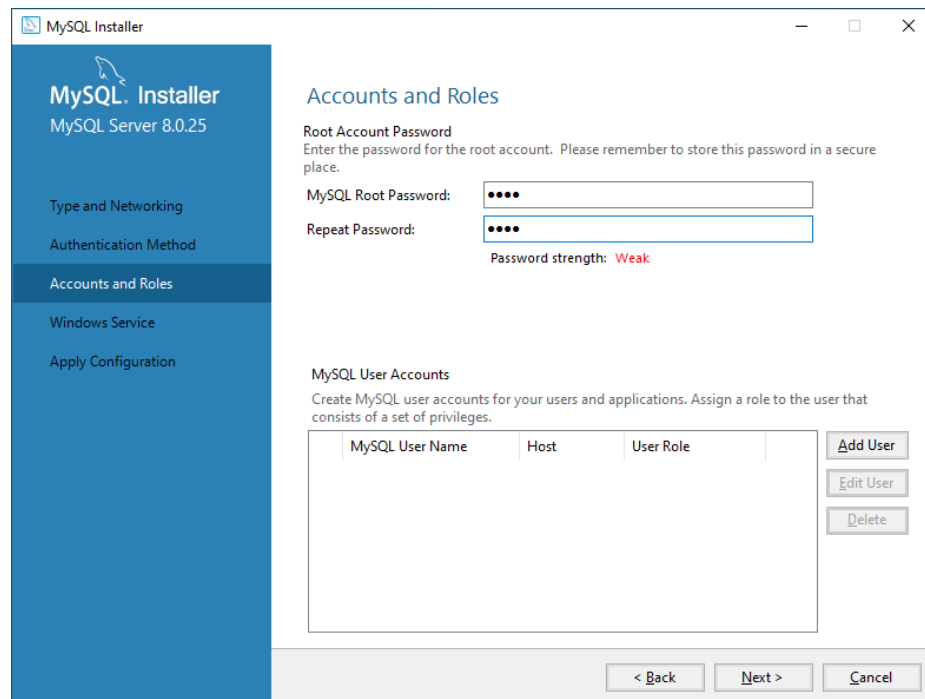 MySQL Installer
MySQL. Installer
MySQL Server 8.0.25
Type and Networking
Authentication Method
Accounts and Roles
Windows Service
Apply Configuration
Accounts and Roles
Root Account Password
Enter the password for the root account. Please remember to store this password in a secure
place.
MySQL Root Password: ●●●●
Repeat Password: ●●●●
Password strength: Weak
MySQL User Accounts
Create MySQL user accounts for your users and applications. Assign a role to the user that
consists of a set of privileges.
MySQL User Name Host User Role
Add User
Edit User
Delete
< Back Next > Cancel